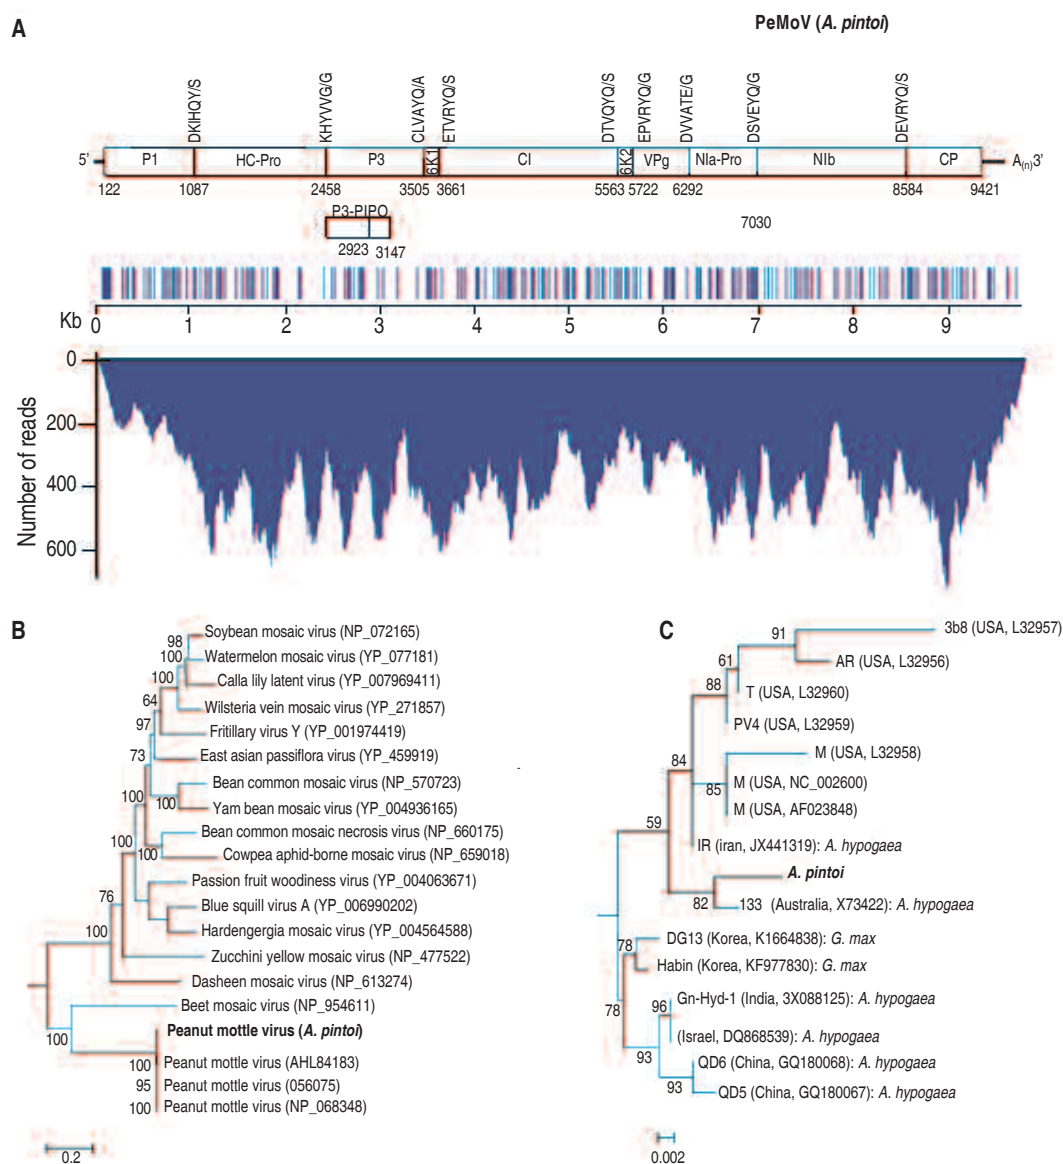 A
PeMoV (A. pintoi)
DKIHQY/S
KHYVVG/G
CLVAYQ/A
ETVRYQ/S
DTVQYQ/S
EPVRYQ/G
DVVATE/G
DSVEYQ/G
DEVRYQ/S
5' P1 HC-Pro P3 6K1 CI 6K2 VPg NIa-Pro NIb CP A(n)3'
122 1087 2458 3505 3661 5563 5722 6292 8584 9421
P3-PIPO
7030
2923 3147
Kb 0 1 2 3 4 5 6 7 8 9
Number of reads
0
200
400
600
B
Soybean mosaic virus (NP_072165)
98
Watermelon mosaic virus (YP_077181)
100
Calla lily latent virus (YP_007969411)
100
Wilsteria vein mosaic virus (YP_271857)
64
Fritillary virus Y (YP_001974419)
97
East asian passiflora virus (YP_459919)
73
Bean common mosaic virus (NP_570723)
100
100
Yam bean mosaic virus (YP_004936165)
Bean common mosaic necrosis virus (NP_660175)
100
100
Cowpea aphid-borne mosaic virus (NP_659018)
Passion fruit woodiness virus (YP_004063671)
76
Blue squill virus A (YP_006990202)
Hardengergia mosaic virus (YP_004564588)
100
Zucchini yellow mosaic virus (NP_477522)
Dasheen mosaic virus (NP_613274)
Beet mosaic virus (NP_954611)
Peanut mottle virus (A. pintoi)
100
Peanut mottle virus (AHL84183)
100
Peanut mottle virus (056075)
95
Peanut mottle virus (NP_068348)
100
0.2
C
3b8 (USA, L32957)
91
AR (USA, L32956)
61
T (USA, L32960)
88
PV4 (USA, L32959)
M (USA, L32958)
84
M (USA, NC_002600)
85
M (USA, AF023848)
59
IR (iran, JX441319): A. hypogaea
A. pintoi
82
133 (Australia, X73422): A. hypogaea
DG13 (Korea, K1664838): G. max
78
Habin (Korea, KF977830): G. max
Gn-Hyd-1 (India, 3X088125): A. hypogaea
96
78
(Israel, DQ868539): A. hypogaea
93
QD6 (China, GQ180068): A. hypogaea
93
QD5 (China, GQ180067): A. hypogaea
0.002